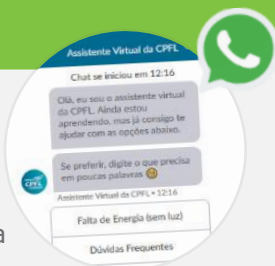 Assistente Virtual da CPFL
Chat se iniciou em 12:16
Olá, eu sou o assistente virtual
da CPFL. Ainda estou
aprendendo, mas já consigo te
ajudar com as opções abaixo.
Se preferir, digite o que precisa
em poucas palavras
CPFL
Assistente Virtual da CPFL • 12:16
Falta de Energia (sem luz)
a
Dúvidas Frequentes